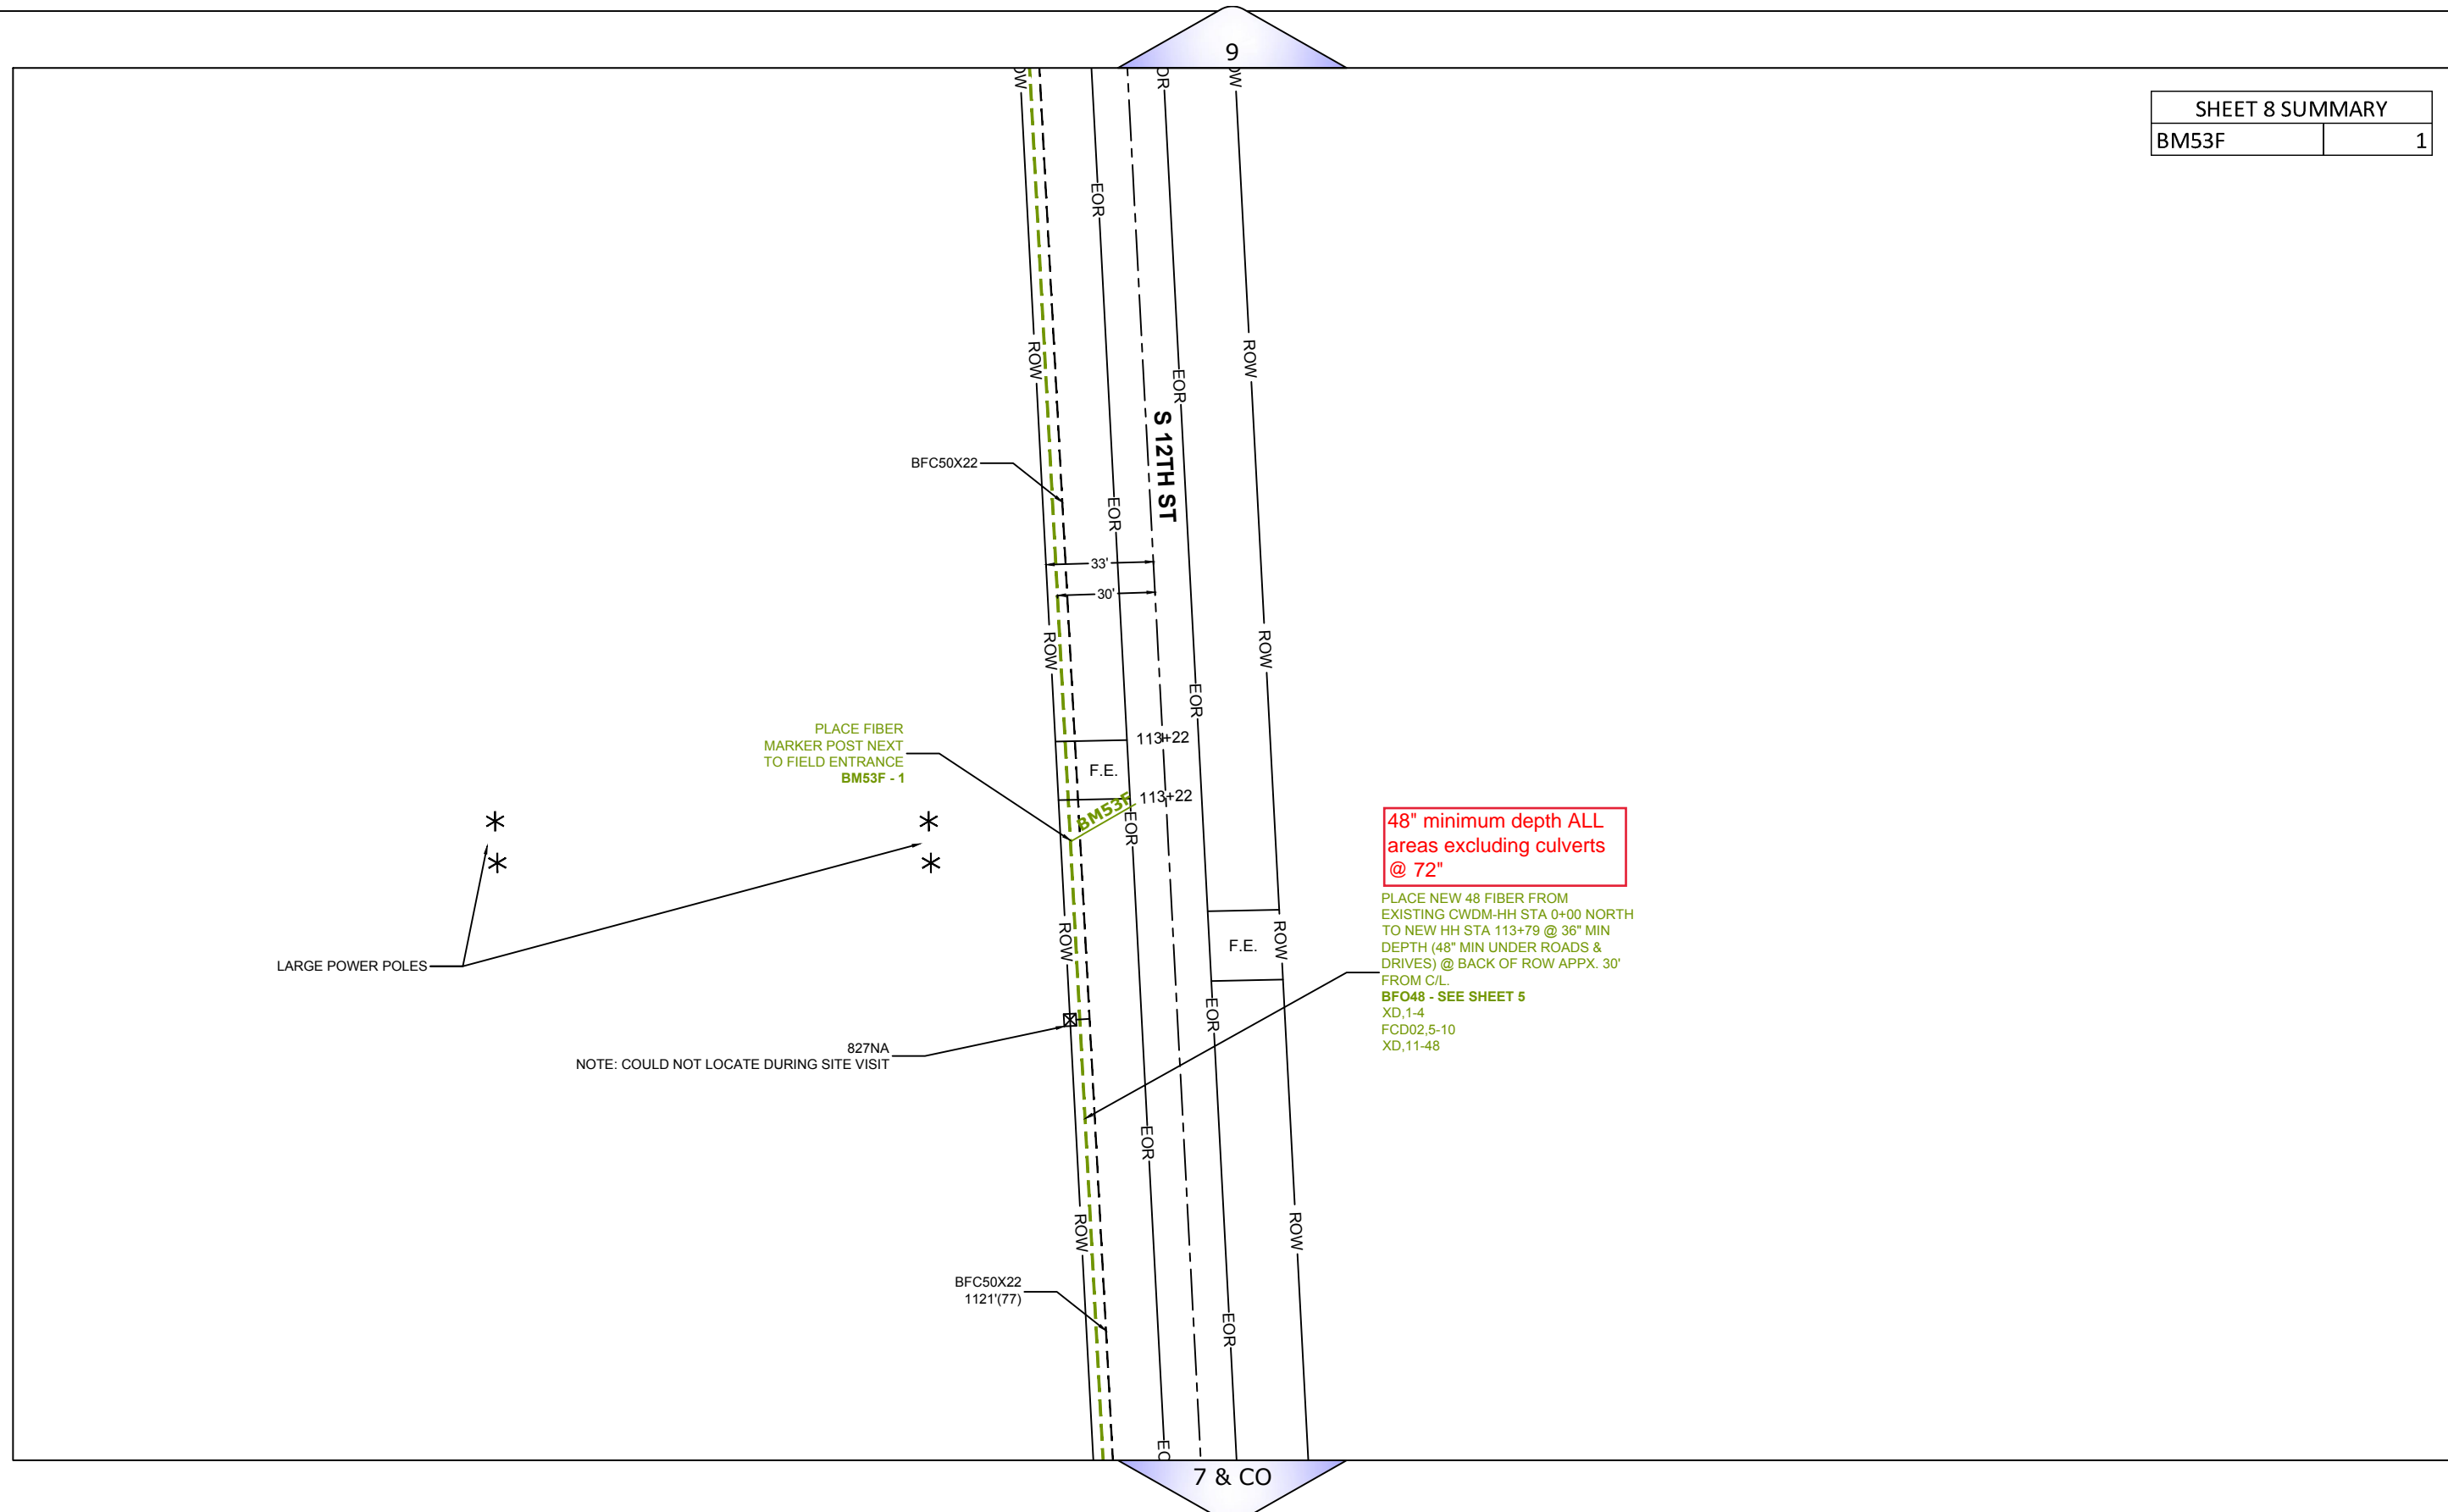 9
SHEET 8 SUMMARY
BM53F 1
OW
OR
OW
EOR
ROW
ROW
EOR
S 12TH ST
BFC50X22
EOR
33'
30'
ROW
ROW
EOR
PLACE FIBER
MARKER POST NEXT
TO FIELD ENTRANCE
BM53F - 1
113+22
F.E.
113+22
BM53F
EOR
48" minimum depth ALL
areas excluding culverts
@ 72"
PLACE NEW 48 FIBER FROM
EXISTING CWDM-HH STA 0+00 NORTH
TO NEW HH STA 113+79 @ 36" MIN
DEPTH (48" MIN UNDER ROADS &
DRIVES) @ BACK OF ROW APPX. 30'
FROM C/L.
BFO48 - SEE SHEET 5
XD,1-4
FCD02,5-10
XD,11-48
ROW
F.E.
ROW
LARGE POWER POLES
EOR
827NA
NOTE: COULD NOT LOCATE DURING SITE VISIT
EOR
ROW
ROW
BFC50X22
1121'(77)
EOR
EO
7 & CO